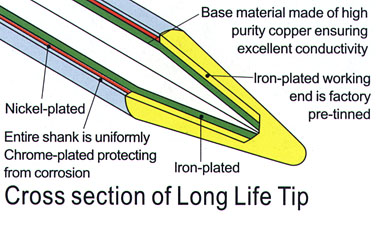 Base material made of high
purity copper ensuring
excellent conductivity
Iron-plated working
end is factory
pre-tinned
Nickel-plated
Entire shank is uniformly
Chrome-plated protecting
from corrosion
Iron-plated
Cross section of Long Life Tip